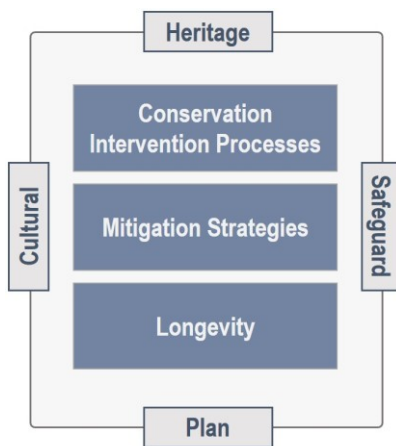 Heritage
Conservation
Intervention Processes
Cultural
Safeguard
Mitigation Strategies
Longevity
Plan